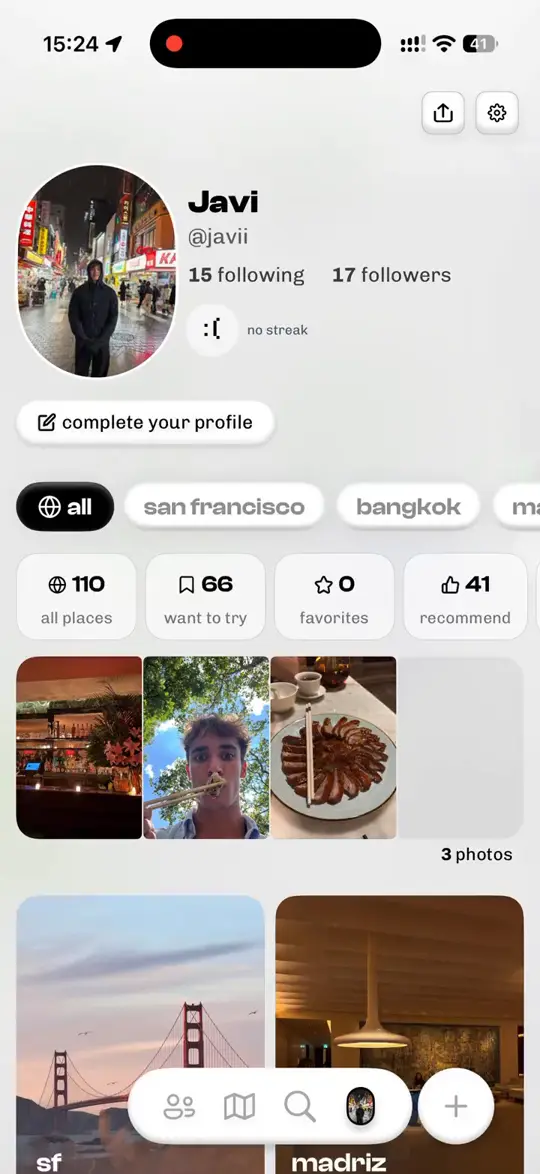 15:24
41
Javi
@javii
15 following 17 followers
:[ no streak
complete your profile
all san francisco bangkok ma
110 66 0 41
all places want to try favorites recommend
3 photos
sf madriz